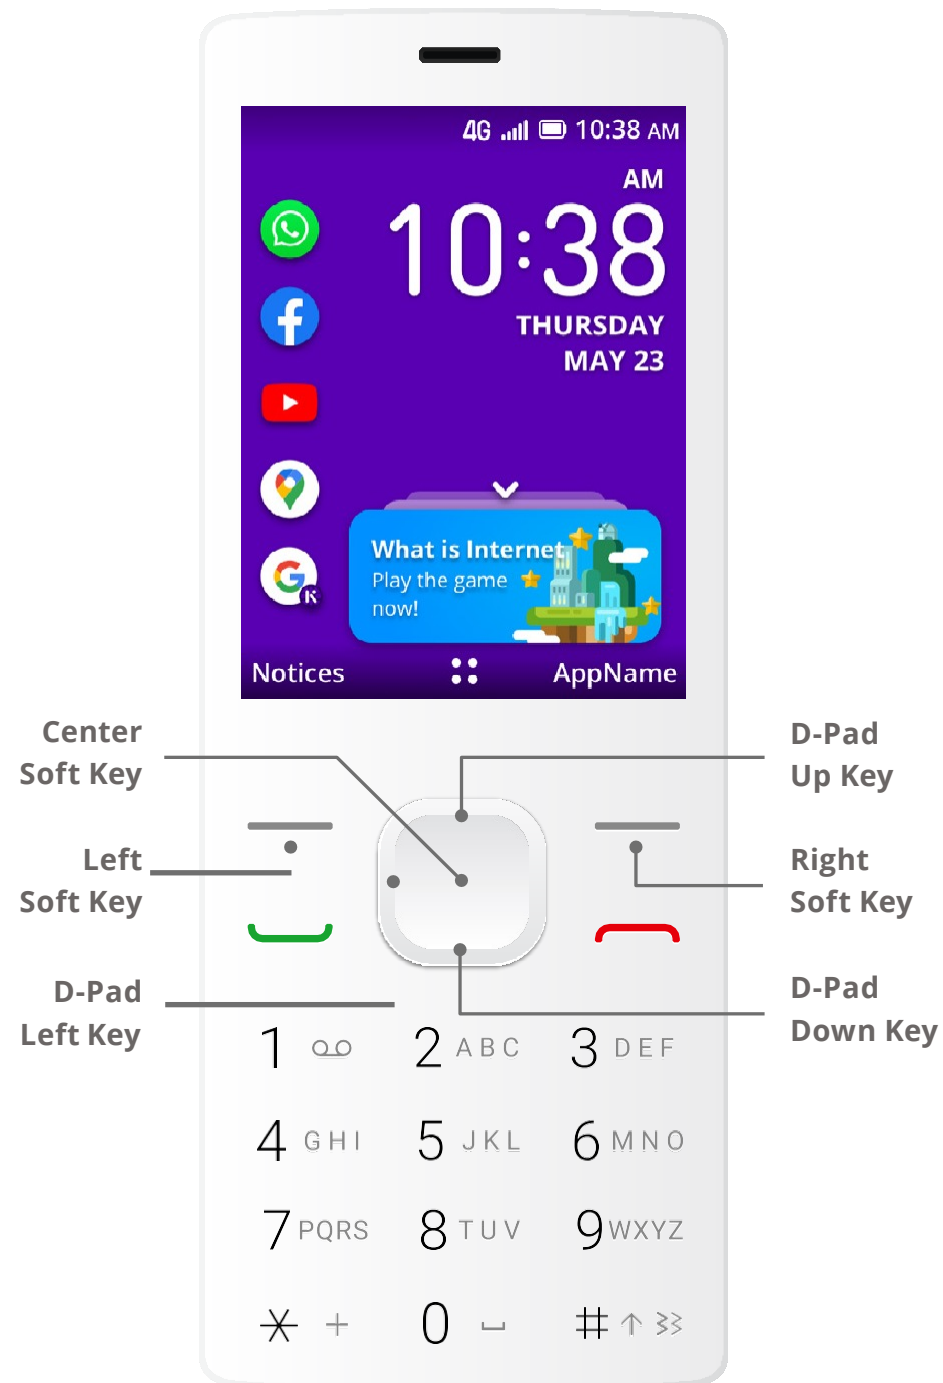 4G 10:38 AM
AM
10:38
THURSDAY
MAY 23
What is Internet
Play the game
now!
K
Notices
AppName
Center
Soft Key
D-Pad
Up Key
Left
Soft Key
Right
Soft Key
D-Pad
Left Key
D-Pad
Down Key
1
2 ABC
3 DEF
4 GHI
5 JKL
6 MNO
7 PQRS
8 TUV
9 WXYZ
* +
0
#